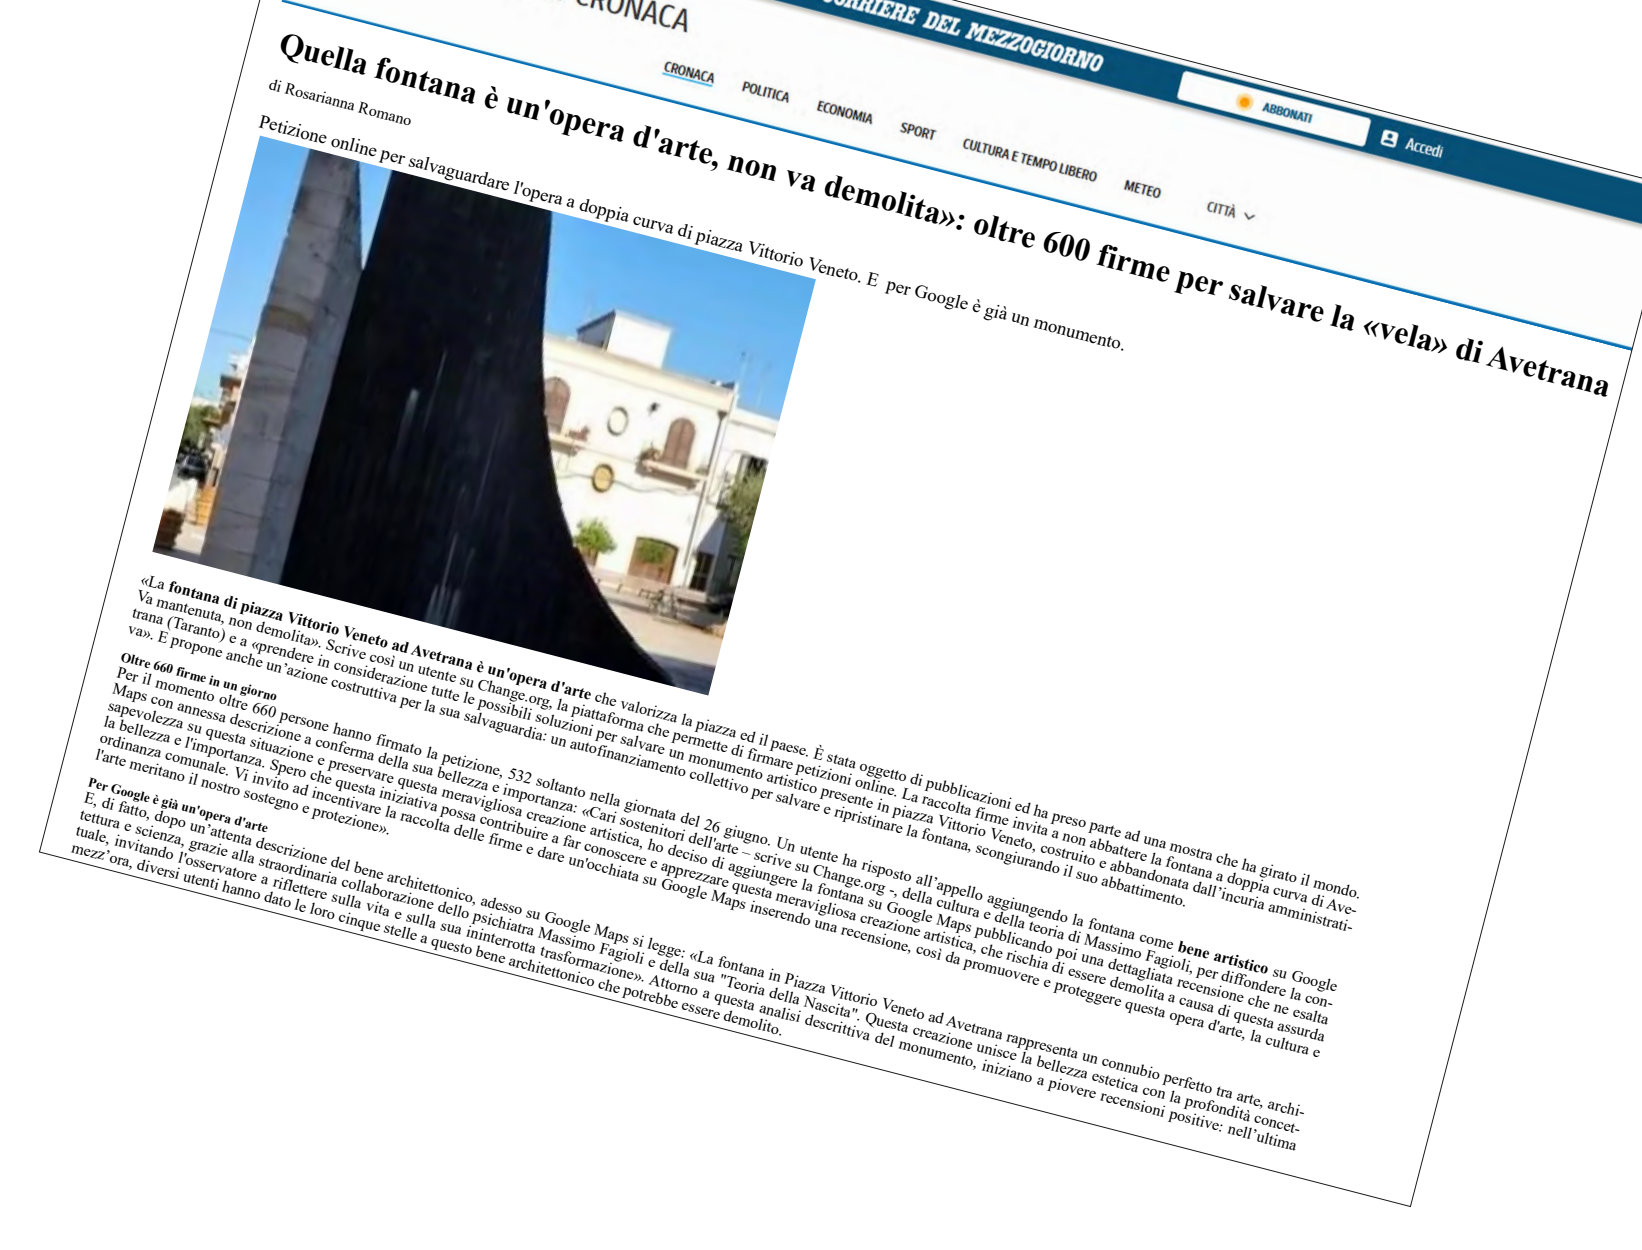 CORRIERE DEL MEZZOGIORNO
CRONACA
ABBONATI
Accedi
CRONACA POLITICA ECONOMIA SPORT CULTURA E TEMPO LIBERO METEO CITTÀ
Quella fontana è un'opera d'arte, non va demolita»: oltre 600 firme per salvare la «vela» di Avetrana
di Rosarianna Romano
Petizione online per salvaguardare l'opera a doppia curva di piazza Vittorio Veneto. E per Google è già un monumento.
«La fontana di piazza Vittorio Veneto ad Avetrana è un'opera d'arte che valorizza la piazza ed il paese. È stata oggetto di pubblicazioni ed ha preso parte ad una mostra che ha girato il mondo.
Va mantenuta, non demolita». Scrive così un utente su Change.org, la piattaforma che permette di firmare petizioni online. La raccolta firme invita a non abbattere la fontana a doppia curva di Ave-
trana (Taranto) e a «prendere in considerazione tutte le possibili soluzioni per salvare un monumento artistico presente in piazza Vittorio Veneto, costruito e abbandonata dall'incuria amministrati-
va». E propone anche un'azione costruttiva per la sua salvaguardia: un autofinanziamento collettivo per salvare e ripristinare la fontana, scongiurando il suo abbattimento.
Oltre 660 firme in un giorno
Per il momento oltre 660 persone hanno firmato la petizione, 532 soltanto nella giornata del 26 giugno. Un utente ha risposto all'appello aggiungendo la fontana come bene artistico su Google
Maps con annessa descrizione a conferma della sua bellezza e importanza: «Cari sostenitori dell'arte – scrive su Change.org -, della cultura e della teoria di Massimo Fagioli, per diffondere la con-
sapevolezza su questa situazione e preservare questa meravigliosa creazione artistica, ho deciso di aggiungere la fontana su Google Maps pubblicando poi una dettagliata recensione che ne esalta
la bellezza e l'importanza. Spero che questa iniziativa possa contribuire a far conoscere e apprezzare questa meravigliosa creazione artistica, che rischia di essere demolita a causa di questa assurda
ordinanza comunale. Vi invito ad incentivare la raccolta delle firme e dare un'occhiata su Google Maps inserendo una recensione, così da promuovere e proteggere questa opera d'arte, la cultura e
l'arte meritano il nostro sostegno e protezione».
Per Google è già un'opera d'arte
E, di fatto, dopo un'attenta descrizione del bene architettonico, adesso su Google Maps si legge: «La fontana in Piazza Vittorio Veneto ad Avetrana rappresenta un connubio perfetto tra arte, archi-
tettura e scienza, grazie alla straordinaria collaborazione dello psichiatra Massimo Fagioli e della sua "Teoria della Nascita". Questa creazione unisce la bellezza estetica con la profondità concet-
tuale, invitando l'osservatore a riflettere sulla vita e sulla sua ininterrotta trasformazione». Attorno a questa analisi descrittiva del monumento, iniziano a piovere recensioni positive: nell'ultima
mezz'ora, diversi utenti hanno dato le loro cinque stelle a questo bene architettonico che potrebbe essere demolito.